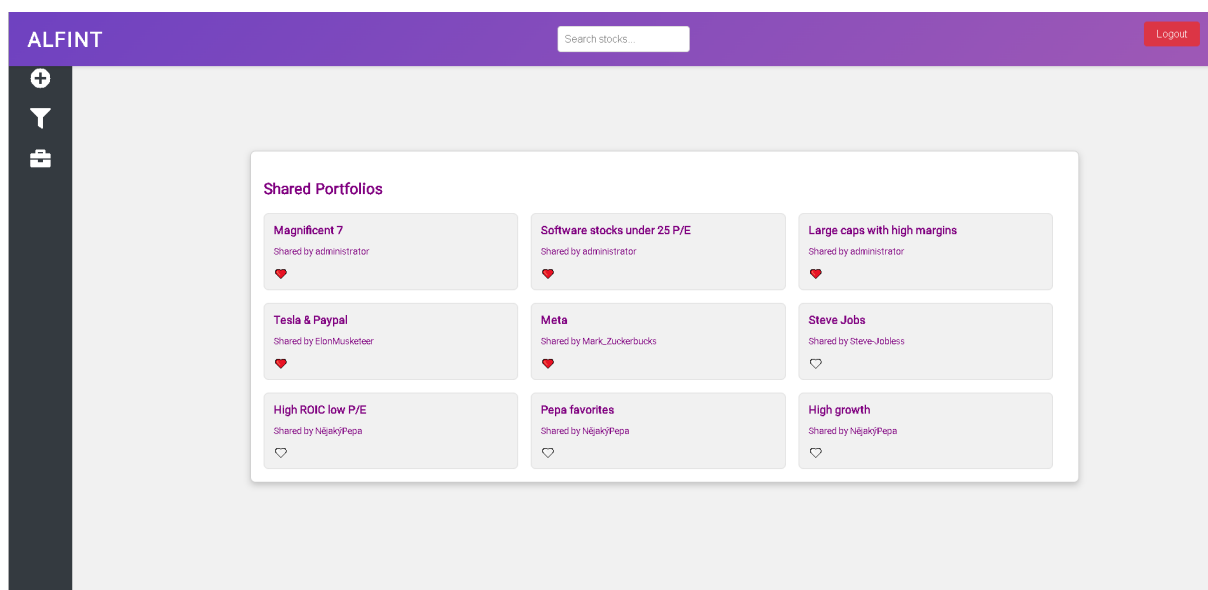 ALFINT
Search stocks...
Logout
Shared Portfolios
Magnificent 7
Shared by administrator
Software stocks under 25 P/E
Shared by administrator
Large caps with high margins
Shared by administrator
Tesla & Paypal
Shared by ElonMusketeer
Meta
Shared by Mark_Zuckerbucks
Steve Jobs
Shared by Steve-Jobless
High ROIC low P/E
Shared by NějakýPepa
Pepa favorites
Shared by NějakýPepa
High growth
Shared by NějakýPepa